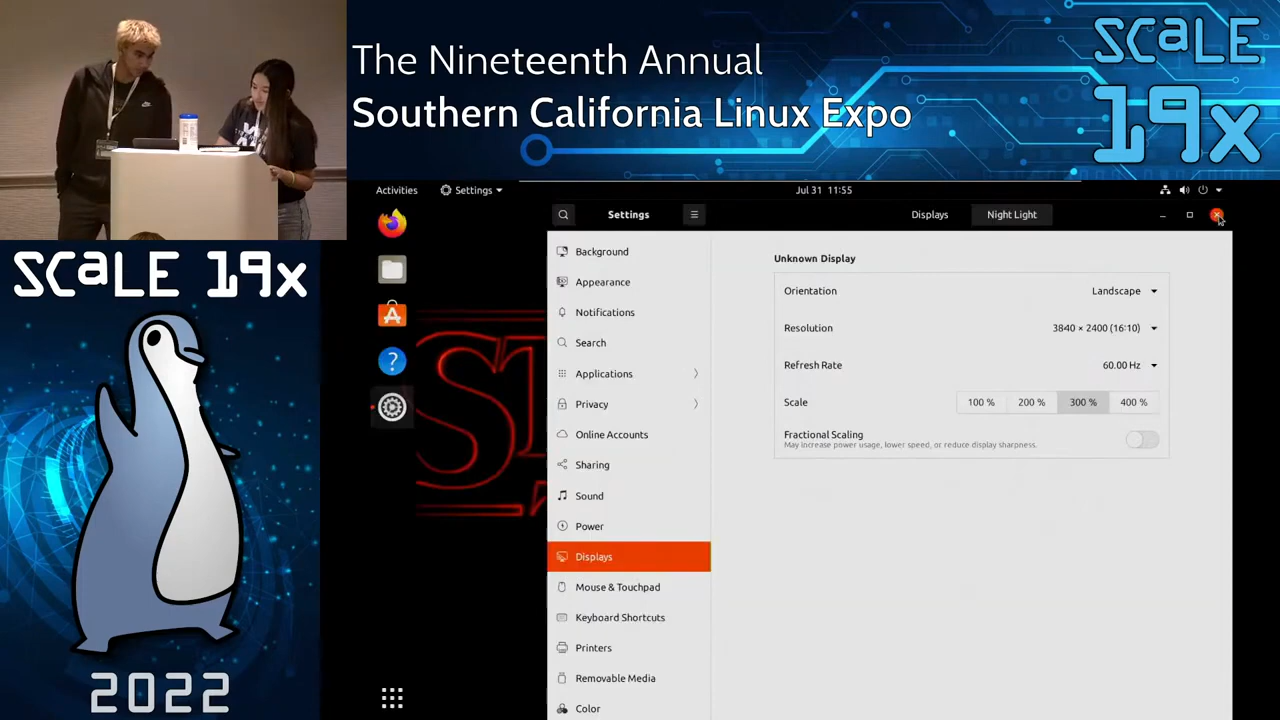 The Nineteenth Annual
Southern California Linux Expo
SCaLE
19x
SCaLE 19x
2022
Activities
Settings
Jul 31 11:55
Settings
Displays
Night Light
Background
Appearance
Notifications
Search
Applications
Privacy
Online Accounts
Sharing
Sound
Power
Displays
Mouse & Touchpad
Keyboard Shortcuts
Printers
Removable Media
Color
Unknown Display
Orientation
Landscape
Resolution
3840 × 2400 (16:10)
Refresh Rate
60.00 Hz
Scale
100 %
200 %
300 %
400 %
Fractional Scaling
May increase power usage, lower speed, or reduce display sharpness.